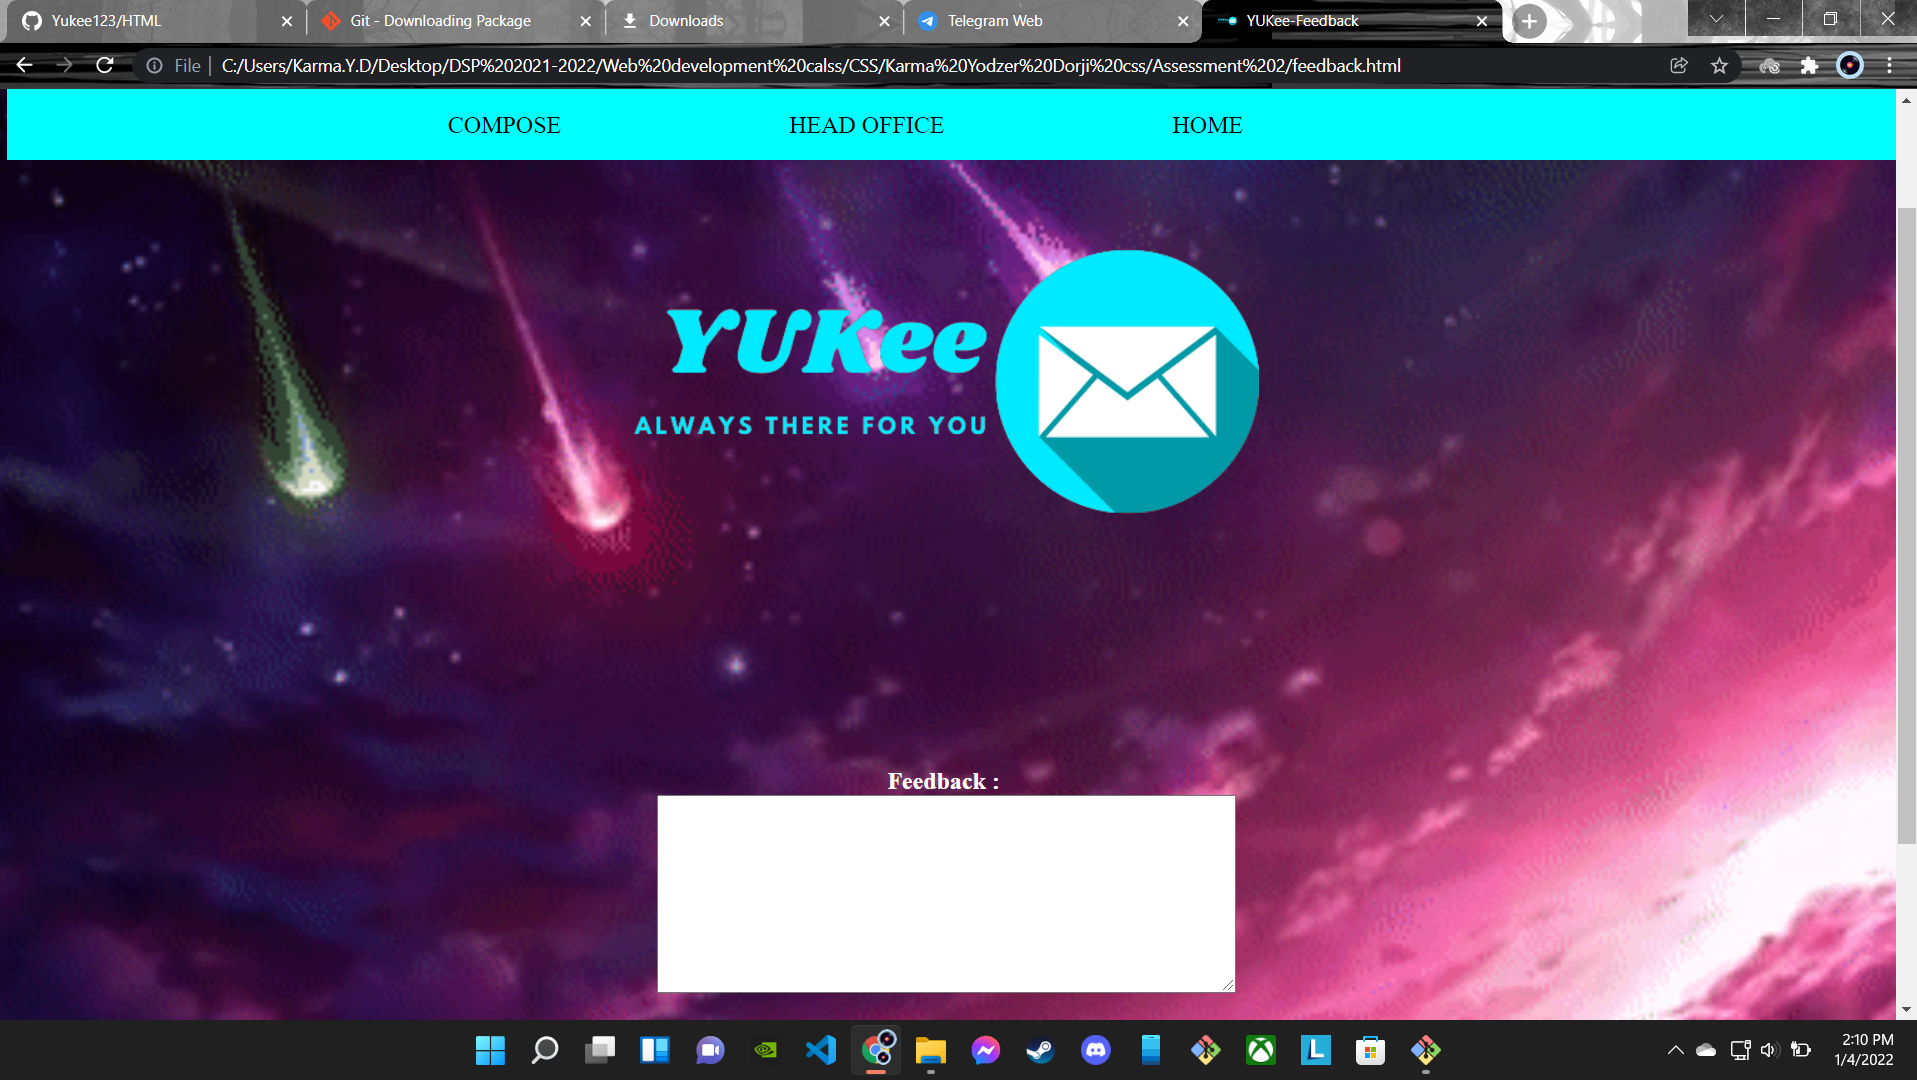 Yukee123/HTML
Git - Downloading Package
Downloads
Telegram Web
YUKee-Feedback
File | C:/Users/Karma.Y.D/Desktop/DSP%202021-2022/Web%20development%20calss/CSS/Karma%20Yodzer%20Dorji%20css/Assessment%202/feedback.html
COMPOSE HEAD OFFICE HOME
YUKee
ALWAYS THERE FOR YOU
Feedback :
L
2:10 PM
1/4/2022